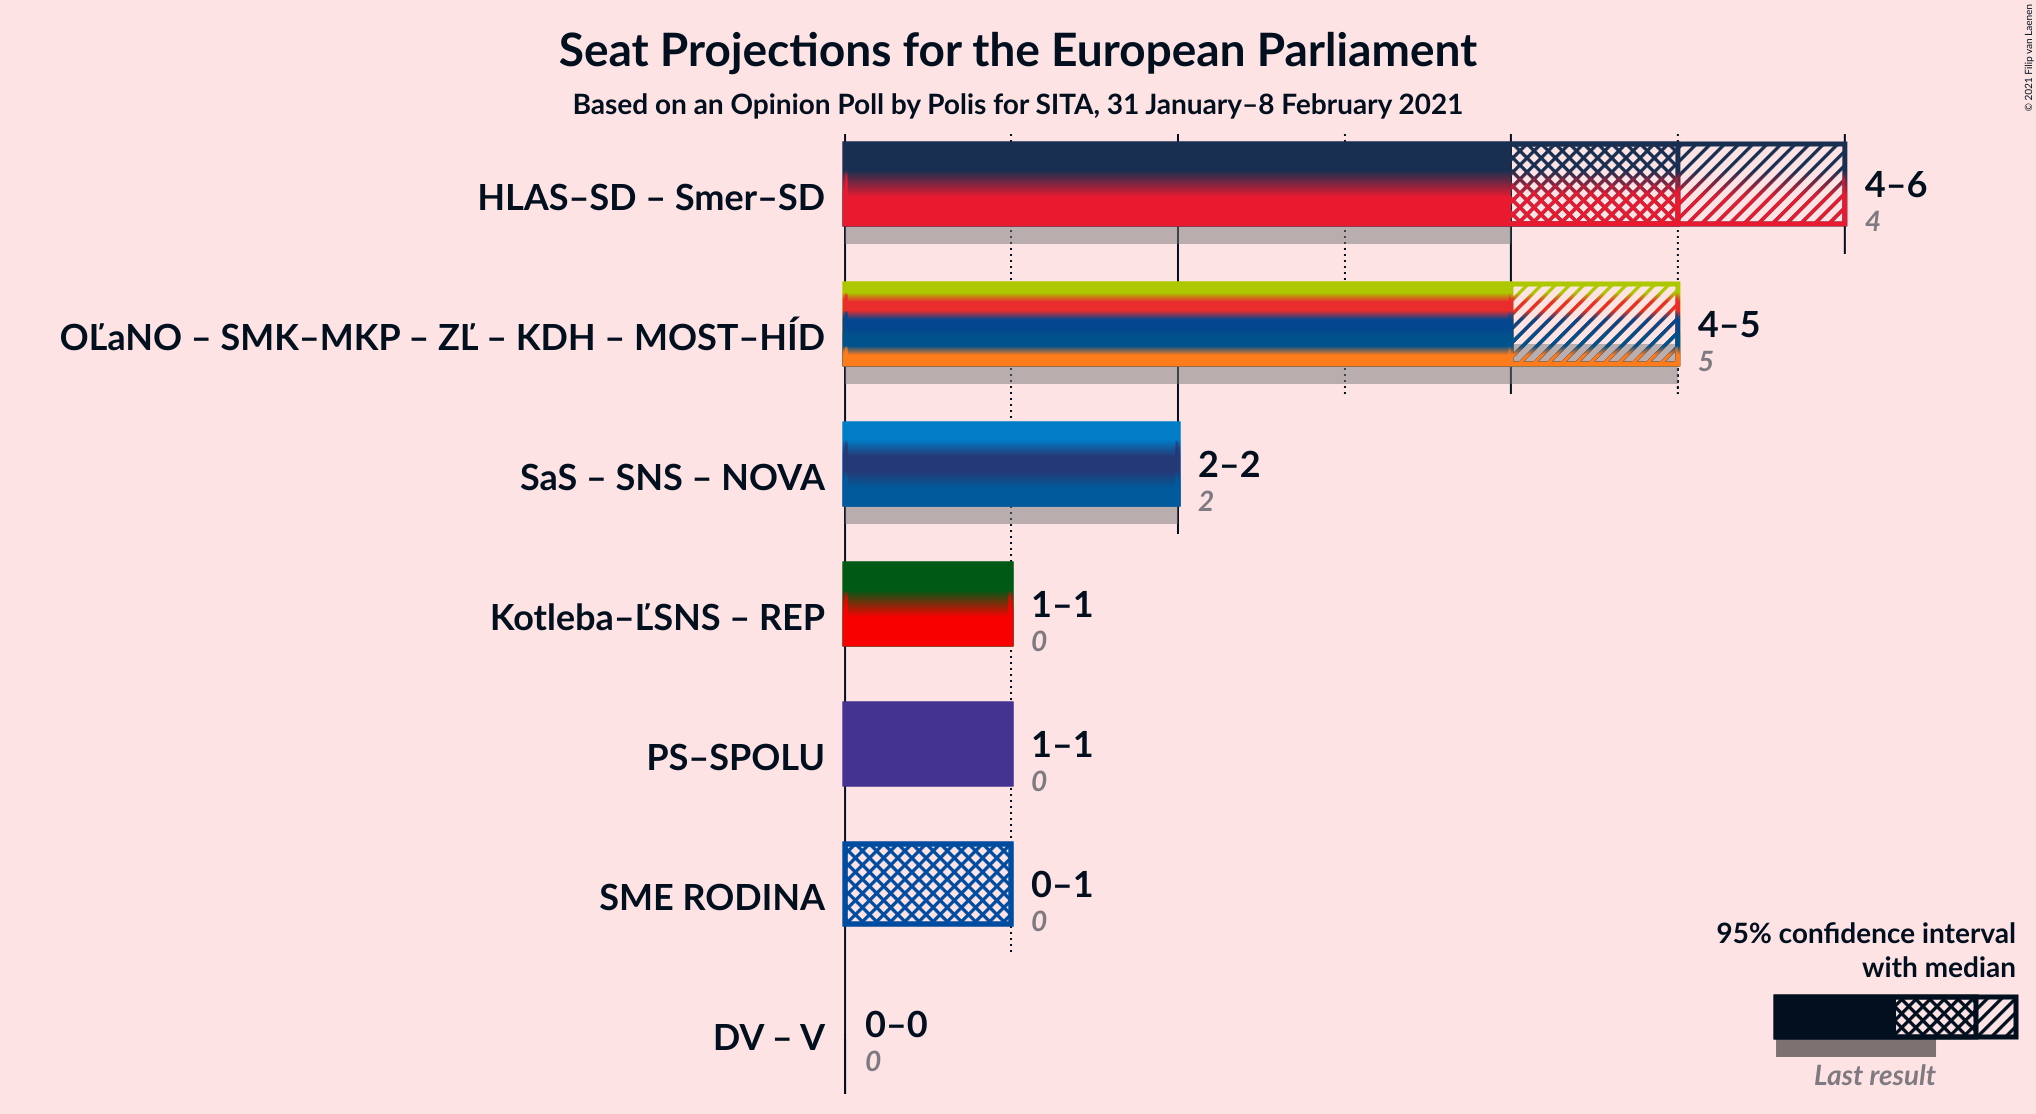 Seat Projections for the European Parliament
Based on an Opinion Poll by Polis for SITA, 31 January–8 February 2021
© 2021 Filip van Laenen
HLAS–SD – Smer–SD
4–6
4
OĽaNO – SMK–MKP – ZĽ – KDH – MOST–HÍD
4–5
5
SaS – SNS – NOVA
2–2
2
Kotleba–ĽSNS – REP
1–1
0
PS–SPOLU
1–1
0
SME RODINA
0–1
0
DV – V
0–0
0
95% confidence interval
with median
Last result